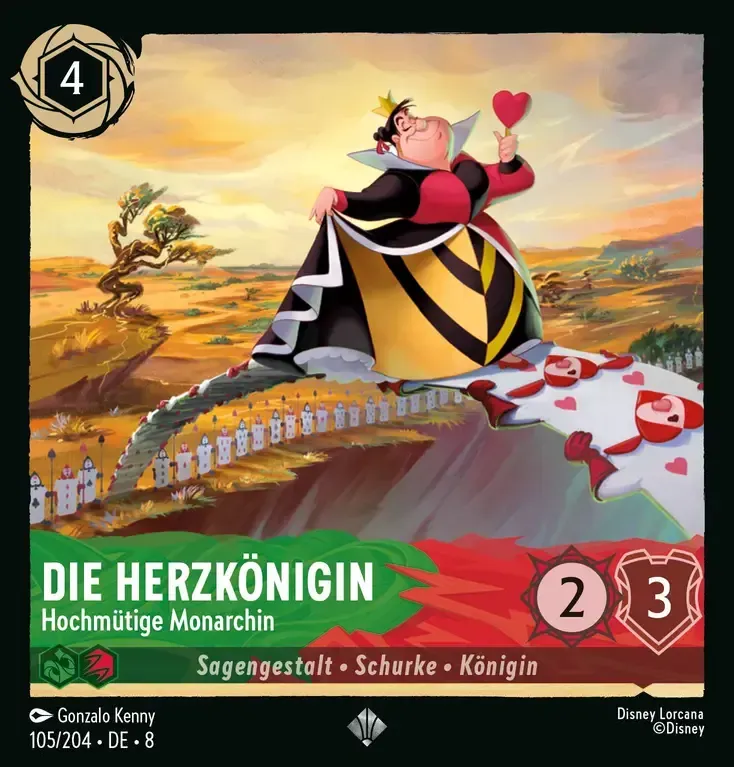 4
DIE HERZKÖNIGIN
Hochmütige Monarchin
2
3
Sagengestalt • Schurke • Königin
Gonzalo Kenny
105/204 • DE • 8
Disney Lorcana
©Disney